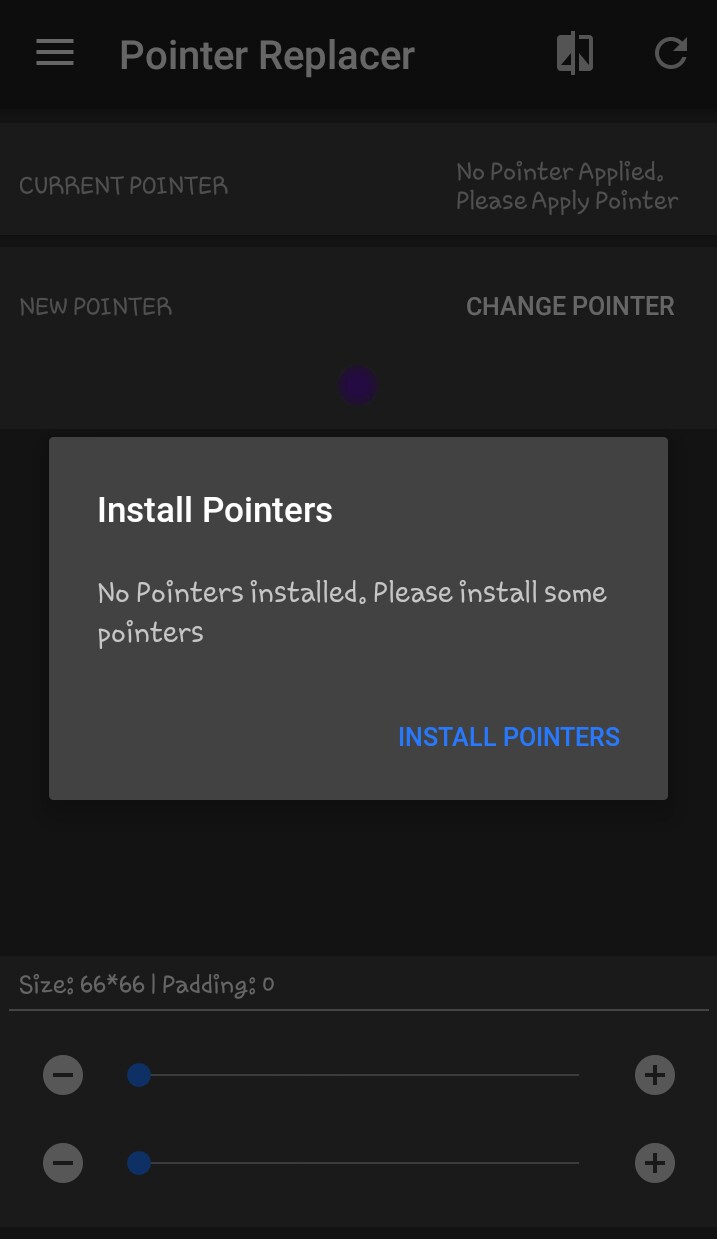 Pointer Replacer
CURRENT POINTER
No Pointer Applied.
Please Apply Pointer
NEW POINTER
CHANGE POINTER
Install Pointers
No Pointers installed. Please install some
pointers
INSTALL POINTERS
Size: 66*66 | Padding: 0